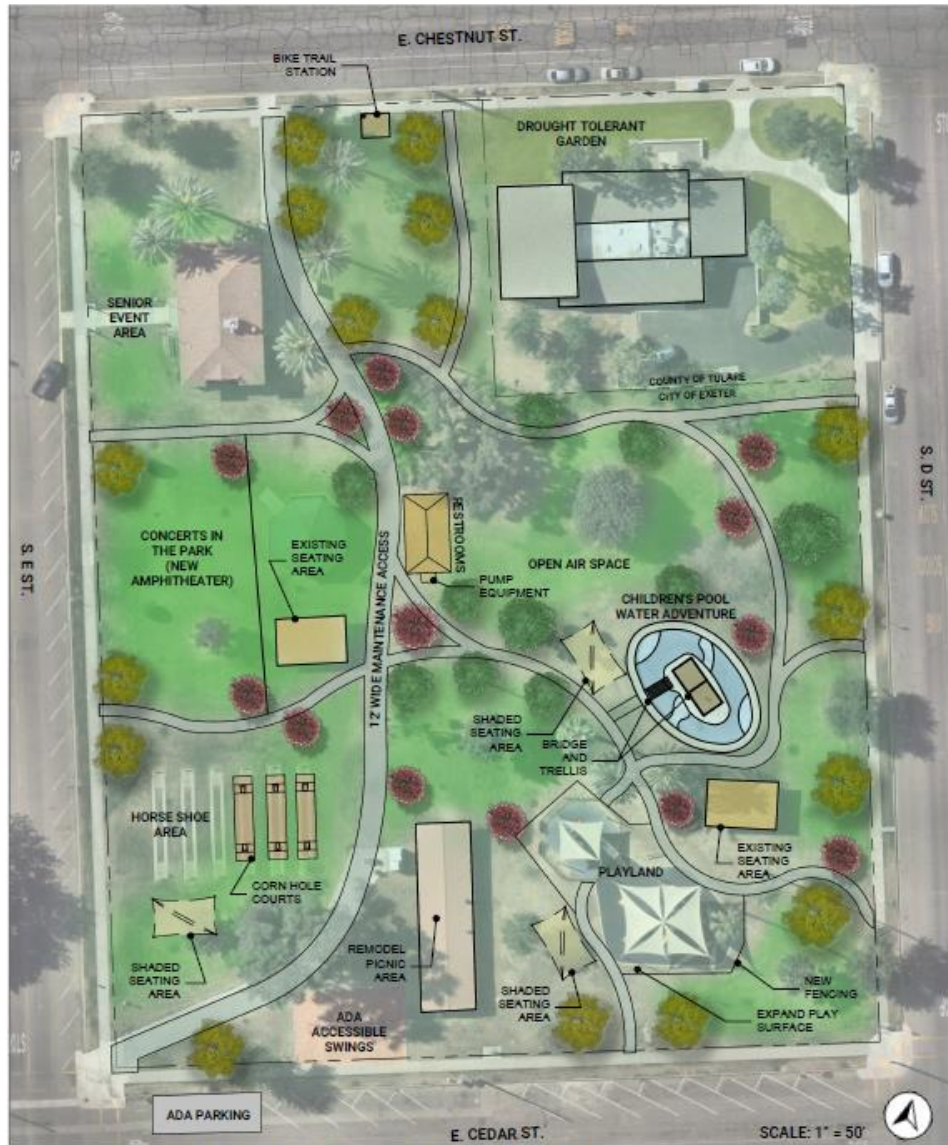 E. CHESTNUT ST.
BIKE TRAIL
STATION
DROUGHT TOLERANT
GARDEN
SENIOR
EVENT
AREA
COUNTY OF TULARE
CITY OF EXETER
S. D ST.
S. E ST.
CONCERTS IN
THE PARK
(NEW
AMPHITHEATER)
EXISTING
SEATING
AREA
12' WIDE MAINTENANCE ACCESS
RESTROOMS
PUMP
EQUIPMENT
OPEN AIR SPACE
CHILDREN'S POOL
WATER ADVENTURE
SHADED
SEATING
AREA
BRIDGE
AND
TRELLIS
HORSE SHOE
AREA
CORN HOLE
COURTS
SHADED
SEATING
AREA
REMODEL
PICNIC
AREA
PLAYLAND
EXISTING
SEATING
AREA
SHADED
SEATING
AREA
NEW
FENCING
EXPAND PLAY
SURFACE
ADA
ACCESSIBLE
SWINGS
ADA PARKING
E. CEDAR ST.
SCALE: 1" = 50'